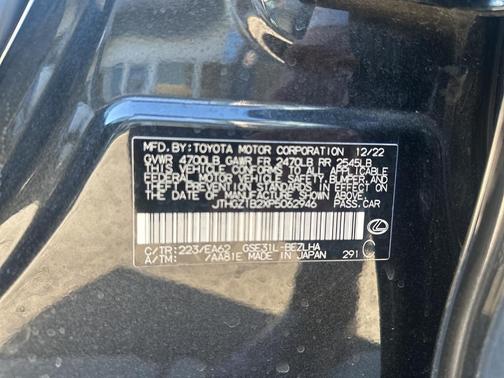 MFD.BY:TOYOTA MOTOR CORPORATION 12/22
GVWR 4700LB GAWR FR 2470LB RR 2545LB
THIS VEHICLE CONFORMS TO ALL APPLICABLE
FEDERAL MOTOR VEHICLE SAFETY, BUMPER,
AND THEFT PREVENTION STANDARDS IN EFFECT ON
THE DATE OF MANUFACTURE SHOWN ABOVE.
JTHGZ1B2XP5062946 PASS.CAR
C/TR:223/EA62 GSE31L-BEZLHA
A/TM: /AA81E MADE IN JAPAN 291